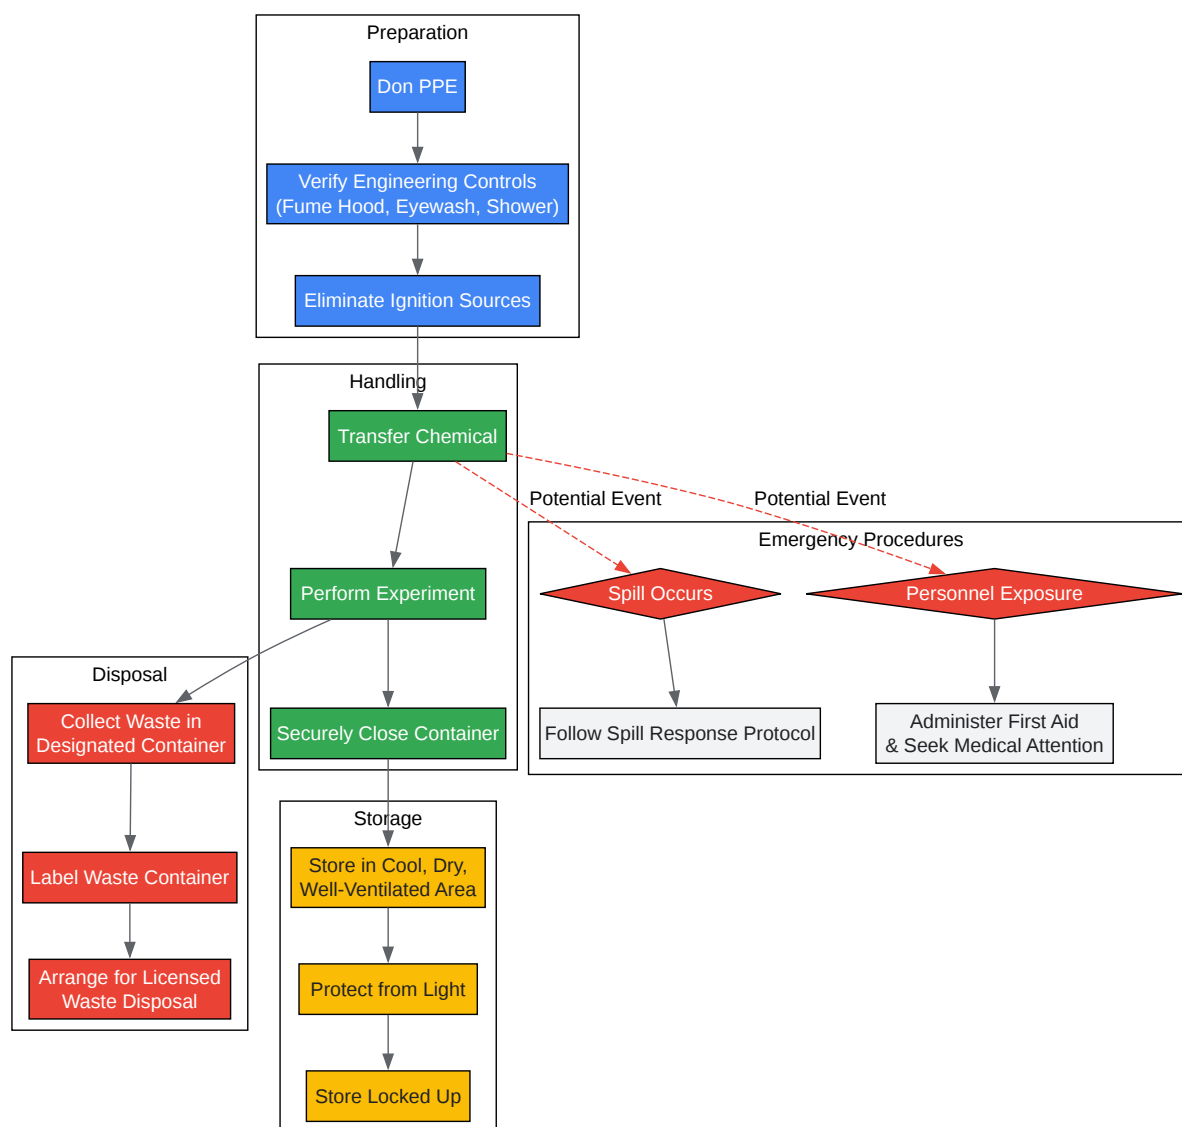 Preparation
Don PPE
Verify Engineering Controls
(Fume Hood, Eyewash, Shower)
Eliminate Ignition Sources
Handling
Transfer Chemical
Potential Event
Potential Event
Emergency Procedures
Perform Experiment
Spill Occurs
Personnel Exposure
Securely Close Container
Follow Spill Response Protocol
Administer First Aid
& Seek Medical Attention
Disposal
Collect Waste in
Designated Container
Label Waste Container
Arrange for Licensed
Waste Disposal
Storage
Store in Cool, Dry,
Well-Ventilated Area
Protect from Light
Store Locked Up